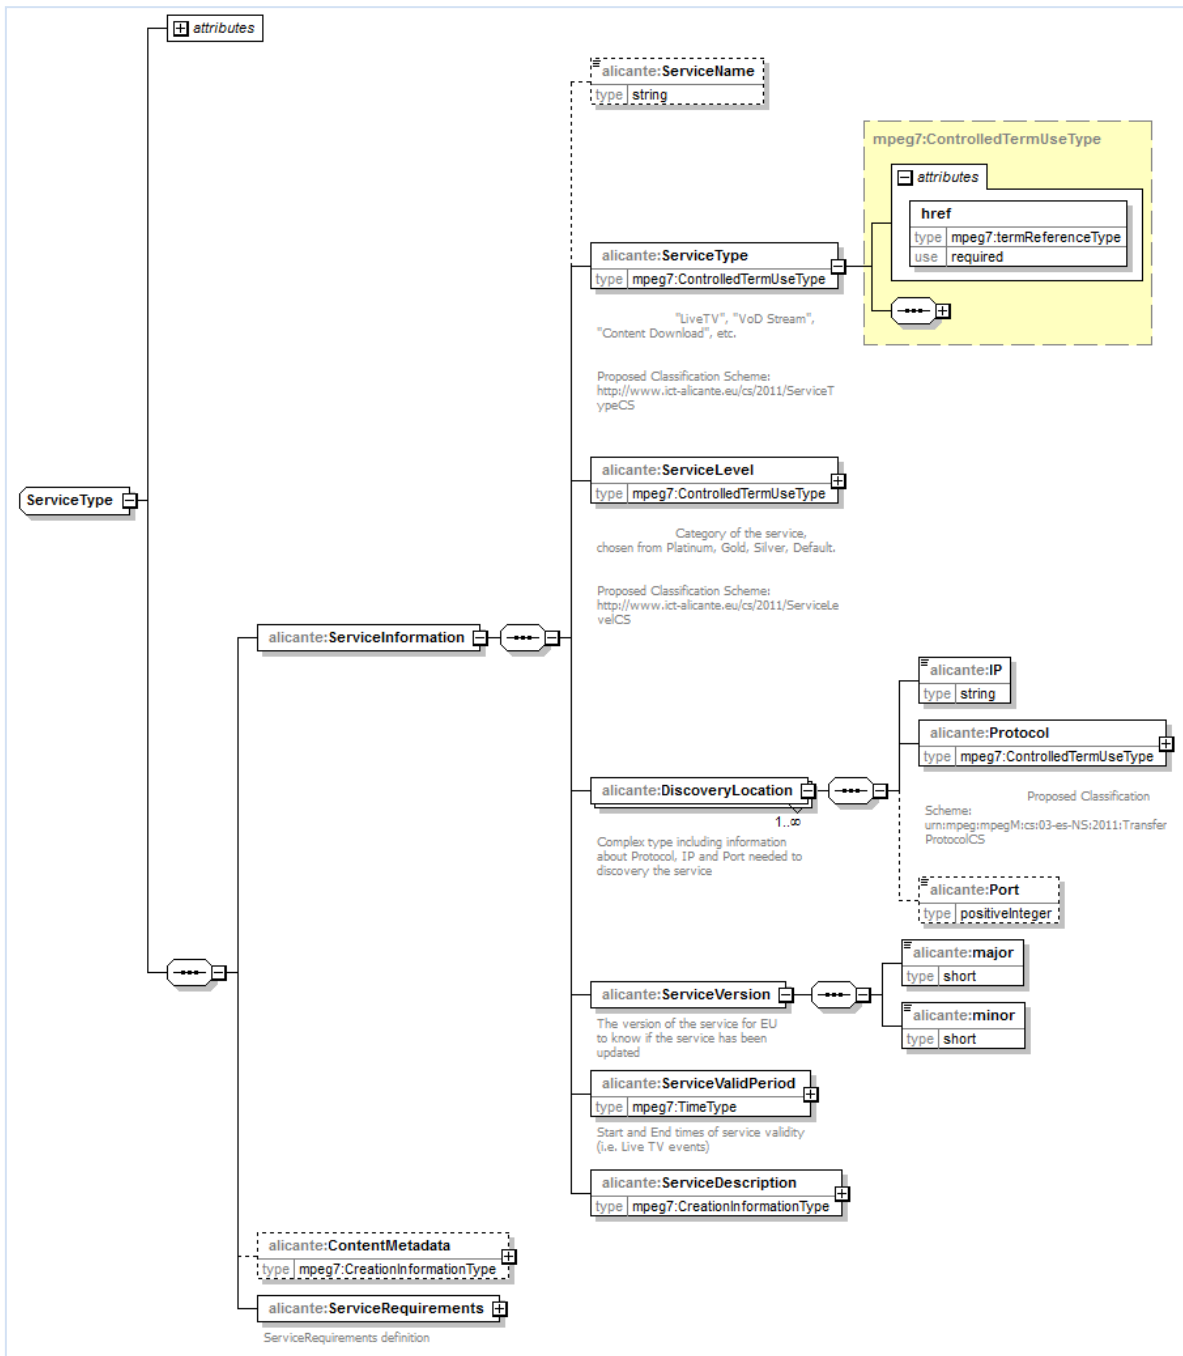 attributes
alicante:ServiceName
type string
mpeg7:ControlledTermUseType
attributes
href
type mpeg7:termReferenceType
use required
alicante:ServiceType
type mpeg7:ControlledTermUseType
"LiveTV", "VoD Stream",
"Content Download", etc.
Proposed Classification Scheme:
http://www.ict-alicante.eu/cs/2011/ServiceT
ypeCS
alicante:ServiceLevel
type mpeg7:ControlledTermUseType
ServiceType
Category of the service,
chosen from Platinum, Gold, Silver, Default.
Proposed Classification Scheme:
http://www.ict-alicante.eu/cs/2011/ServiceLe
velCS
alicante:ServiceInformation
alicante:IP
type string
alicante:Protocol
type mpeg7:ControlledTermUseType
Proposed Classification
Scheme:
urn:mpeg:mpegM:cs:03-es-NS:2011:Transfer
ProtocolCS
alicante:DiscoveryLocation
1..∞
Complex type including information
about Protocol, IP and Port needed to
discovery the service
alicante:Port
type positiveInteger
alicante:major
type short
alicante:ServiceVersion
The version of the service for EU
to know if the service has been
updated
alicante:minor
type short
alicante:ServiceValidPeriod
type mpeg7:TimeType
Start and End times of service validity
(i.e. Live TV events)
alicante:ServiceDescription
type mpeg7:CreationInformationType
alicante:ContentMetadata
type mpeg7:CreationInformationType
alicante:ServiceRequirements
ServiceRequirements definition